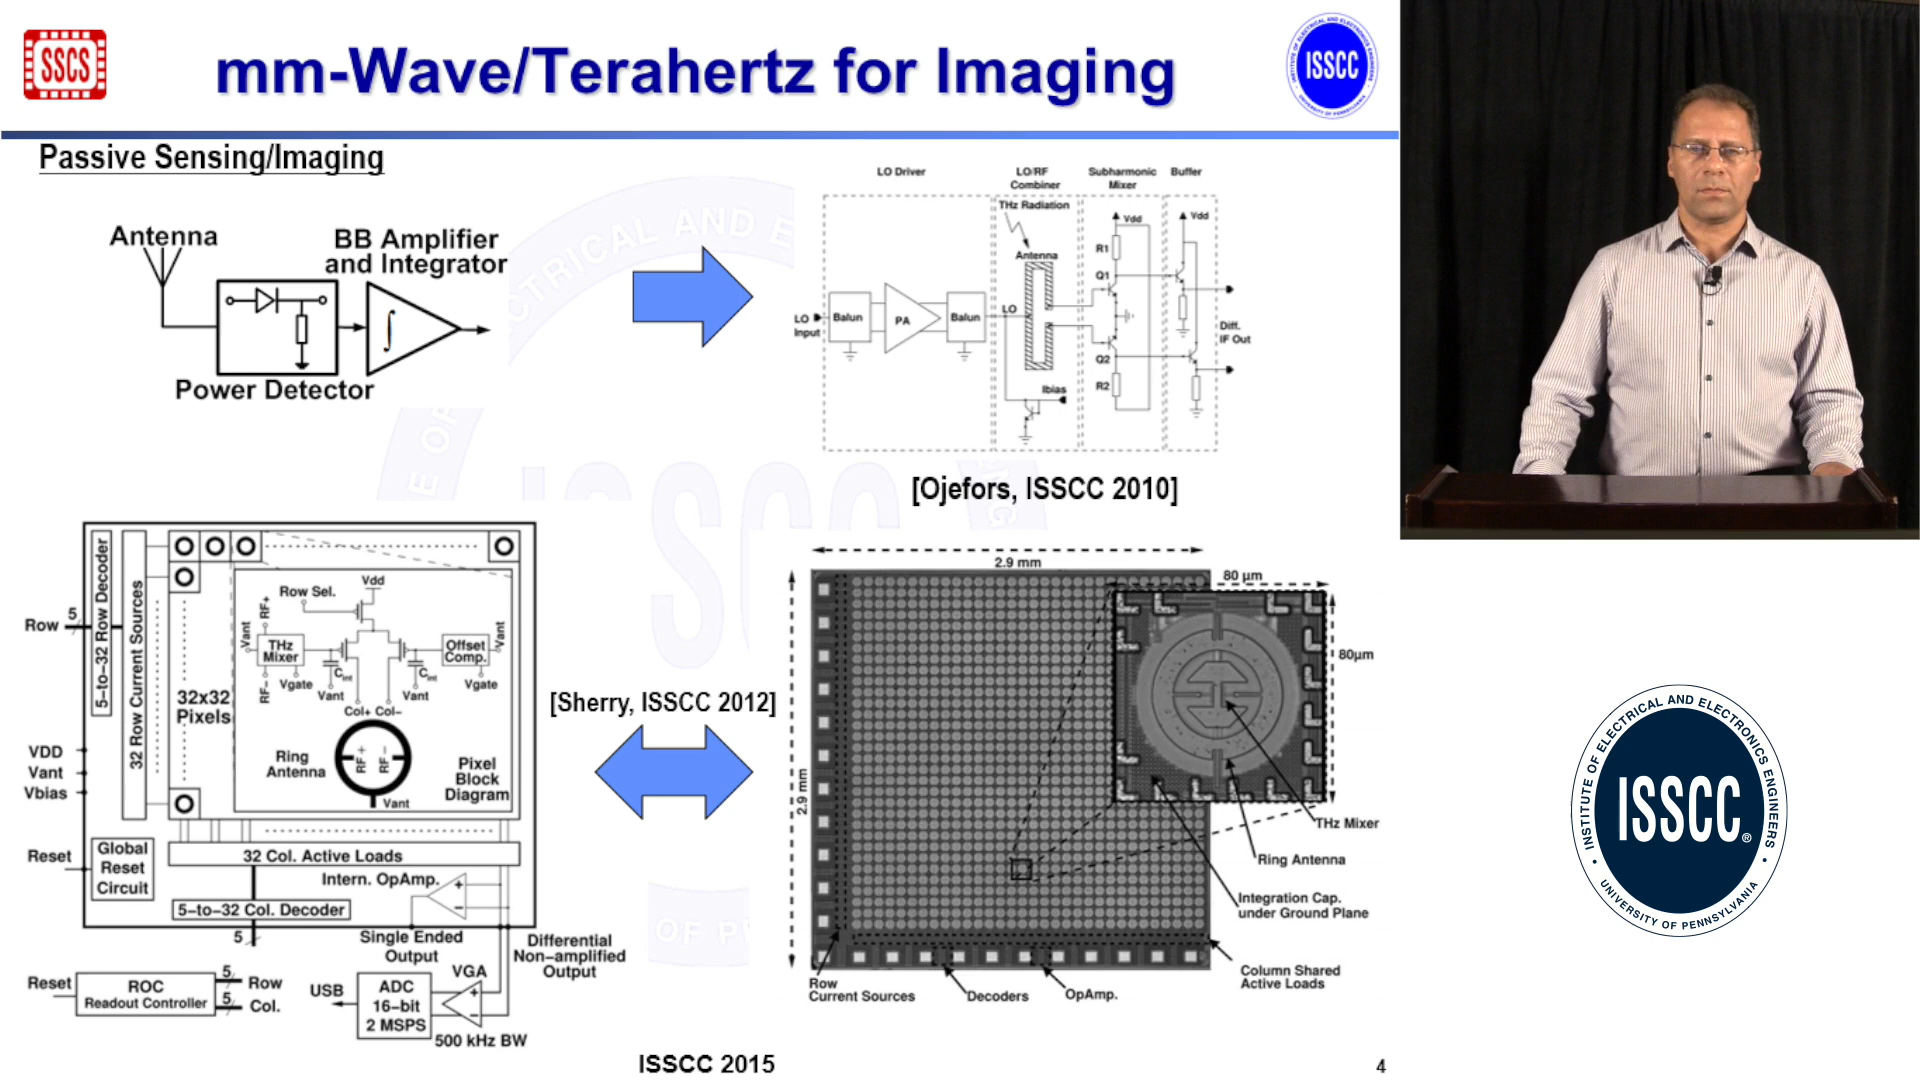 SSCS
mm-Wave/Terahertz for Imaging
INSTITUTE OF ELECTRICAL AND ELECTRONICS ENGINEERS
ISSCC
UNIVERSITY OF PENNSYLVANIA
Passive Sensing/Imaging
Antenna
BB Amplifier
and Integrator
Power Detector
LO Driver
LO/RF
Combiner
Subharmonic
Mixer
Buffer
THz Radiation
Antenna
Vdd
Vdd
R1
Q1
LO
Input
Balun
PA
Balun
LO
Diff.
IF Out
Q2
R2
Ibias
[Ojefors, ISSCC 2010]
5-to-32 Row Decoder
32 Row Current Sources
Row
5
Row Sel.
Vdd
RF+
Vant
THz
Mixer
RF-
Vgate
Cint
Vant
Cint
Vant
Offset
Comp.
Vant
Vgate
Col+ Col-
32x32
Pixels
Ring
Antenna
RF +
RF -
Vant
Pixel
Block
Diagram
VDD
Vant
Vbias
Reset
Global
Reset
Circuit
32 Col. Active Loads
Intern. OpAmp.
+
-
5-to-32 Col. Decoder
5
Single Ended
Output
Differential
Non-amplified
Output
Reset
ROC
Readout Controller
5
Row
5
Col.
USB
ADC
16-bit
2 MSPS
VGA
+
-
500 kHz BW
[Sherry, ISSCC 2012]
2.9 mm
2.9 mm
80 µm
80µm
THz Mixer
Ring Antenna
Integration Cap.
under Ground Plane
Column Shared
Active Loads
Row
Current Sources
Decoders
OpAmp.
ISSCC 2015
4
INSTITUTE OF ELECTRICAL AND ELECTRONICS ENGINEERS
ISSCC®
UNIVERSITY OF PENNSYLVANIA